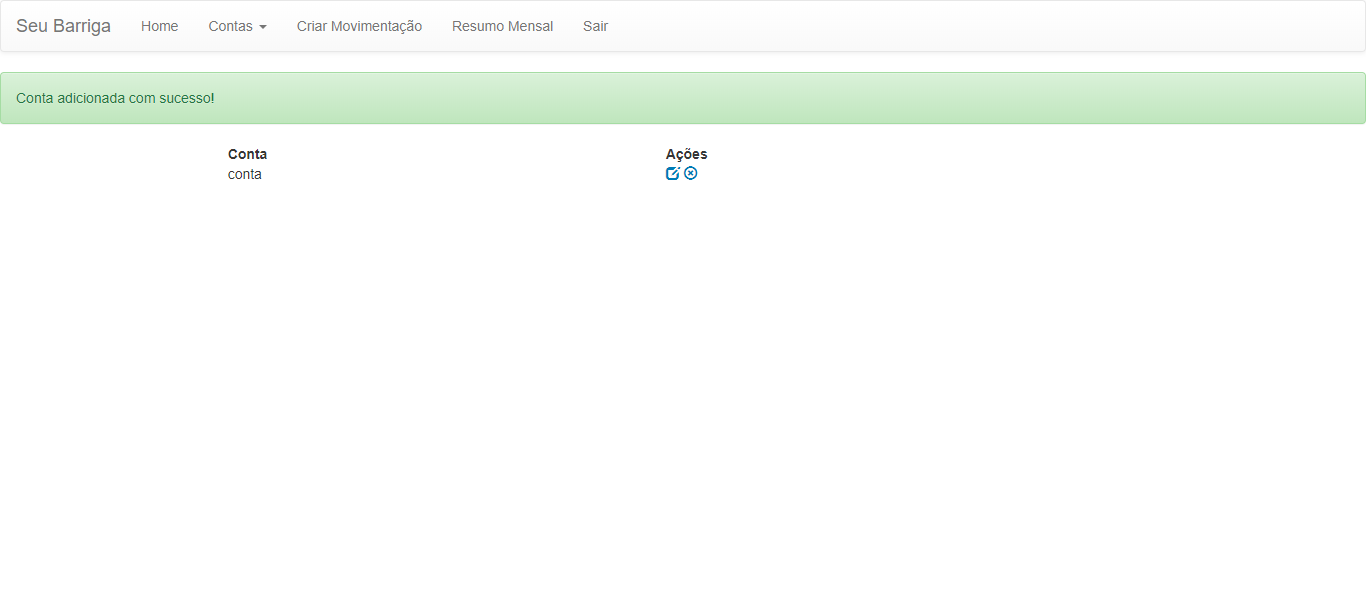 Seu Barriga Home Contas Criar Movimentação Resumo Mensal Sair
Conta adicionada com sucesso!
Conta Ações
conta